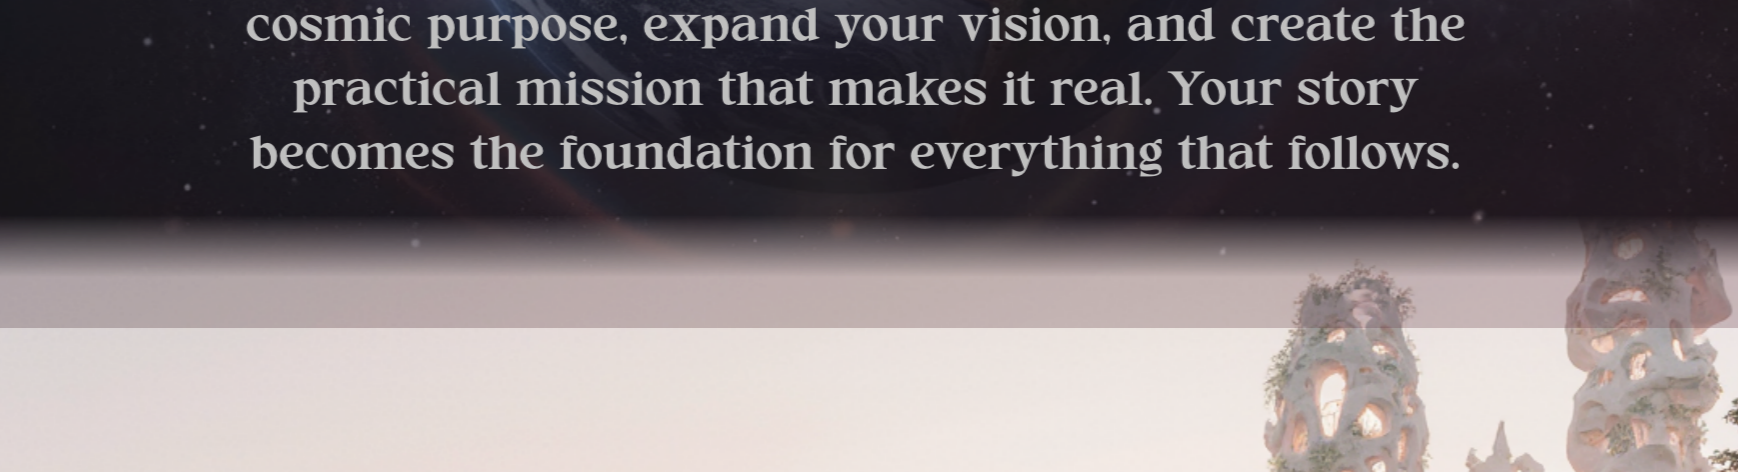 cosmic purpose, expand your vision, and create the
practical mission that makes it real. Your story
becomes the foundation for everything that follows.